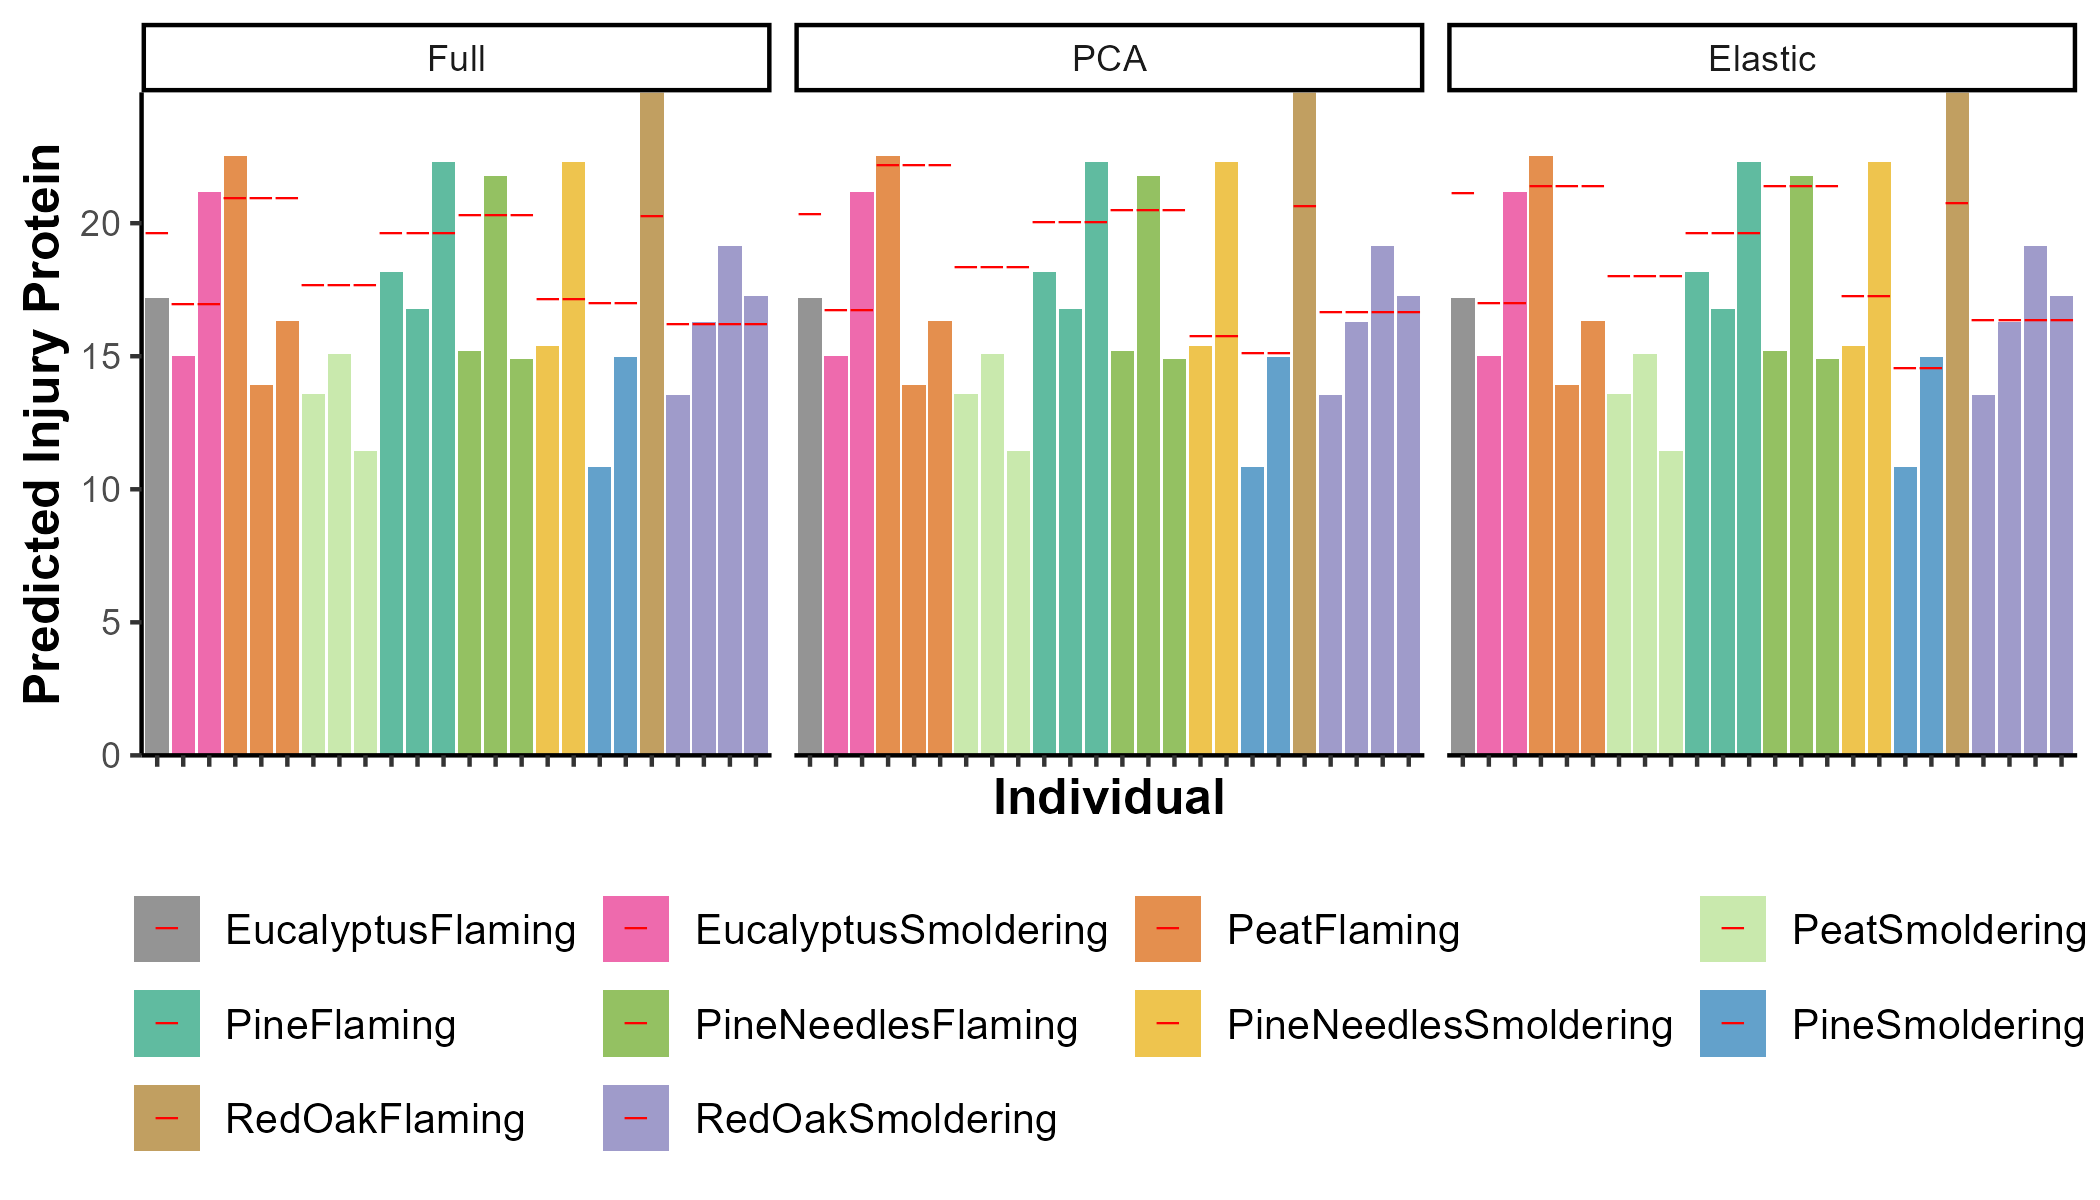 Full
PCA
Elastic
Predicted Injury Protein
20
15
10
5
0
Individual
EucalyptusFlaming
EucalyptusSmoldering
PeatFlaming
PeatSmoldering
PineFlaming
PineNeedlesFlaming
PineNeedlesSmoldering
PineSmoldering
RedOakFlaming
RedOakSmoldering